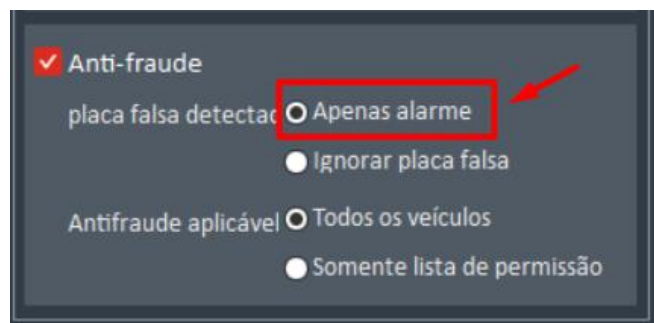 Anti-fraude
placa falsa detectac Apenas alarme
Ignorar placa falsa
Antifraude aplicável Todos os veículos
Somente lista de permissão